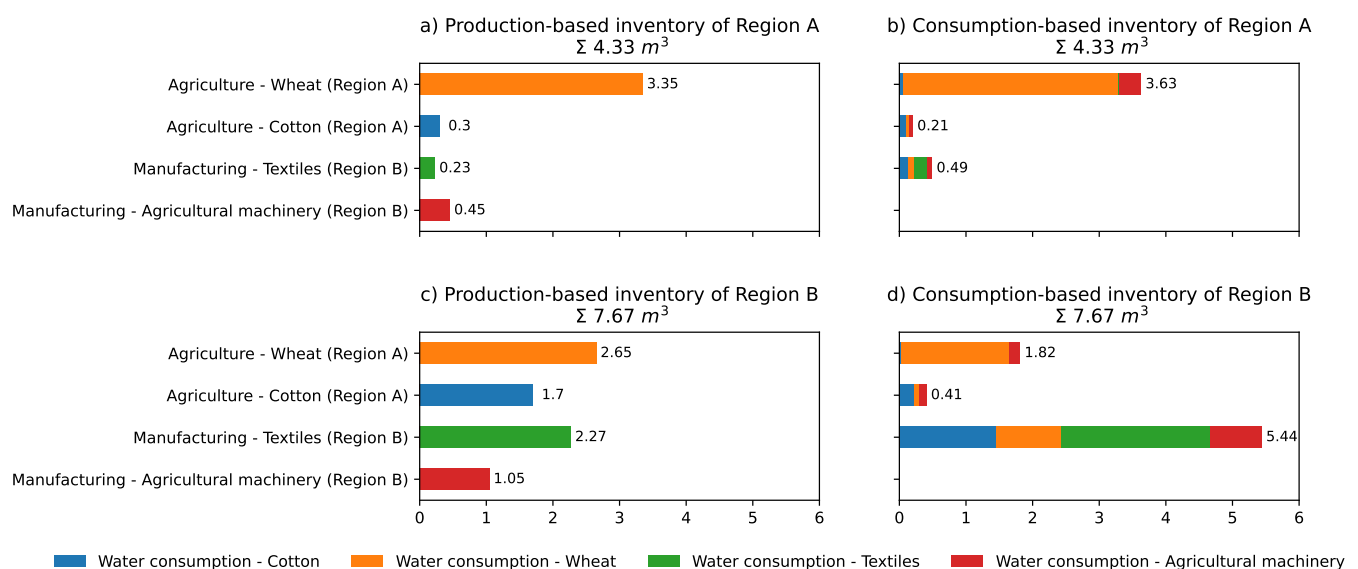 a) Production-based inventory of Region A
Σ 4.33 m³
Agriculture - Wheat (Region A)
3.35
Agriculture - Cotton (Region A)
0.3
Manufacturing - Textiles (Region B)
0.23
Manufacturing - Agricultural machinery (Region B)
0.45
b) Consumption-based inventory of Region A
Σ 4.33 m³
3.63
0.21
0.49
c) Production-based inventory of Region B
Σ 7.67 m³
Agriculture - Wheat (Region A)
2.65
Agriculture - Cotton (Region A)
1.7
Manufacturing - Textiles (Region B)
2.27
Manufacturing - Agricultural machinery (Region B)
1.05
0 1 2 3 4 5 6
d) Consumption-based inventory of Region B
Σ 7.67 m³
1.82
0.41
5.44
0 1 2 3 4 5 6
Water consumption - Cotton
Water consumption - Wheat
Water consumption - Textiles
Water consumption - Agricultural machinery